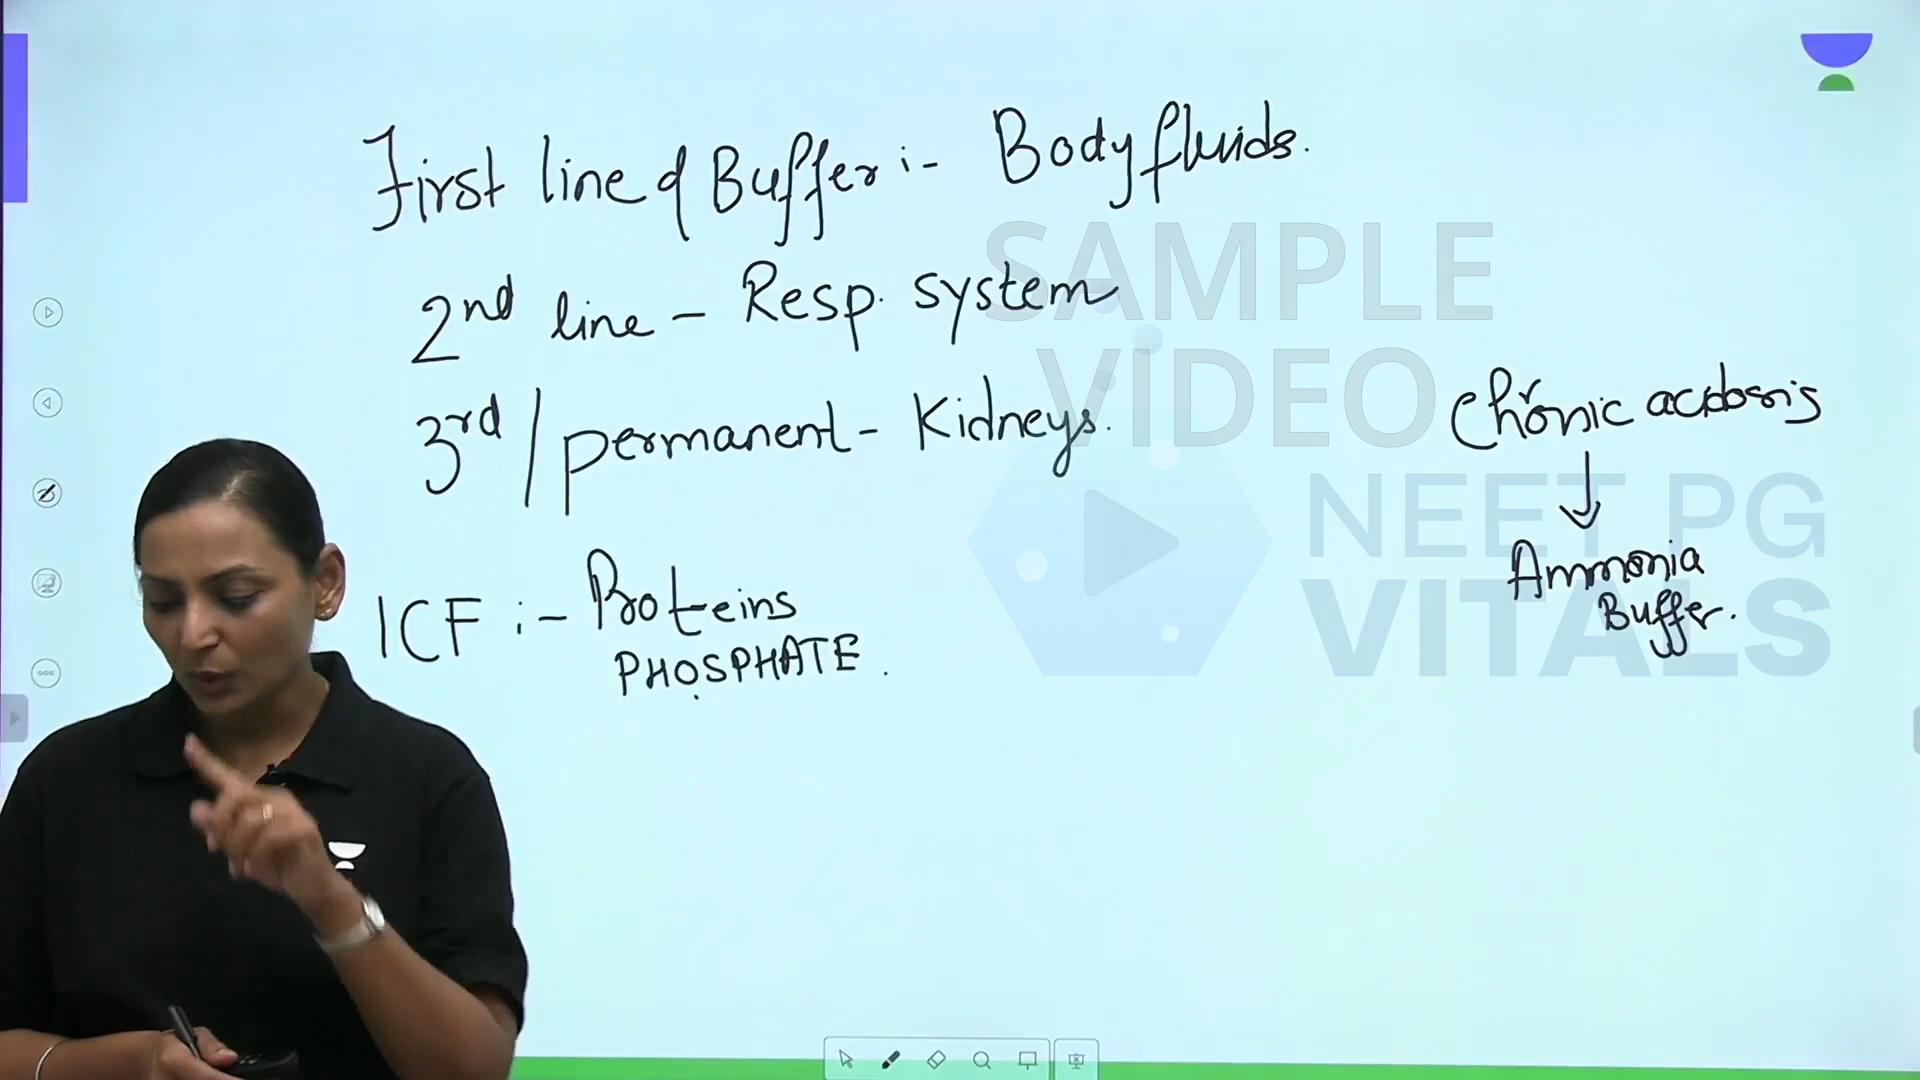 First line of Buffer :- Body fluids.
2nd line - Resp. system
3rd / permanent - Kidneys.
Chronic acidosis
Ammonia
Buffer.
ICF :- Proteins
PHOSPHATE.
SAMPLE
VIDEO
NEET PG
VITALS